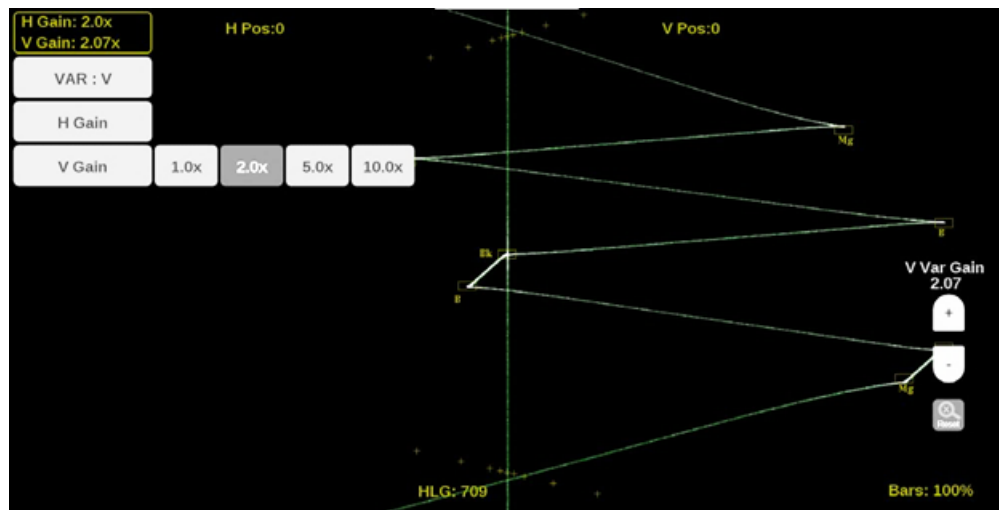 H Gain: 2.0x
V Gain: 2.07x
H Pos:0
V Pos:0
VAR : V
H Gain
V Gain
1.0x
2.0x
5.0x
10.0x
Mg
Bk
B
V Var Gain
2.07
+
-
Mg
Reset
HLG: 709
Bars: 100%